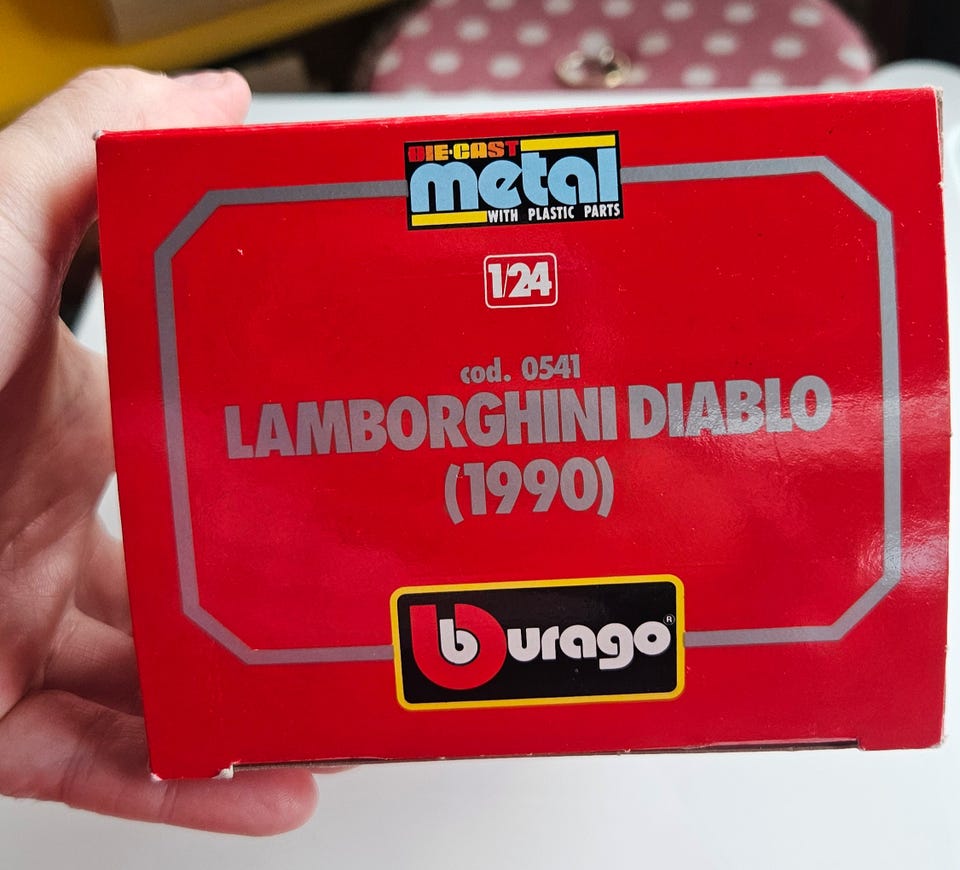 DIE-CAST
metal
WITH PLASTIC PARTS
1/24
cod. 0541
LAMBORGHINI DIABLO
(1990)
burago®